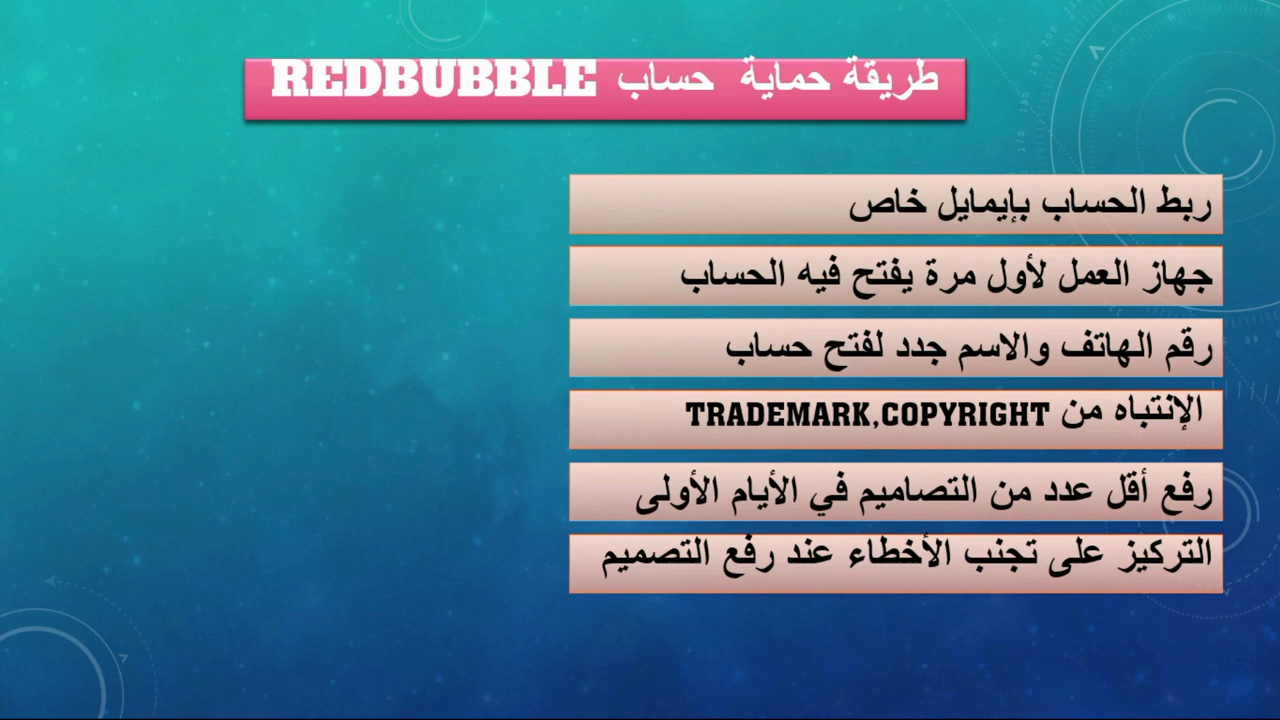 طريقة حماية حساب REDBUBBLE
ربط الحساب بإيمايل خاص
جهاز العمل لأول مرة يفتح فيه الحساب
رقم الهاتف والاسم جدد لفتح حساب
الإنتباه من TRADEMARK,COPYRIGHT
رفع أقل عدد من التصاميم في الأيام الأولى
التركيز على تجنب الأخطاء عند رفع التصميم